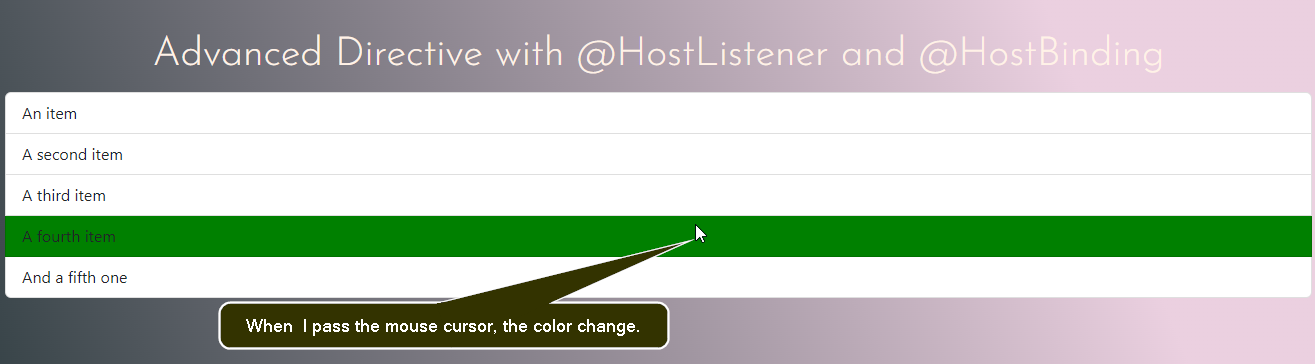 Advanced Directive with @HostListener and @HostBinding
An item
A second item
A third item
A fourth item
And a fifth one
When  I pass the mouse cursor, the color change.